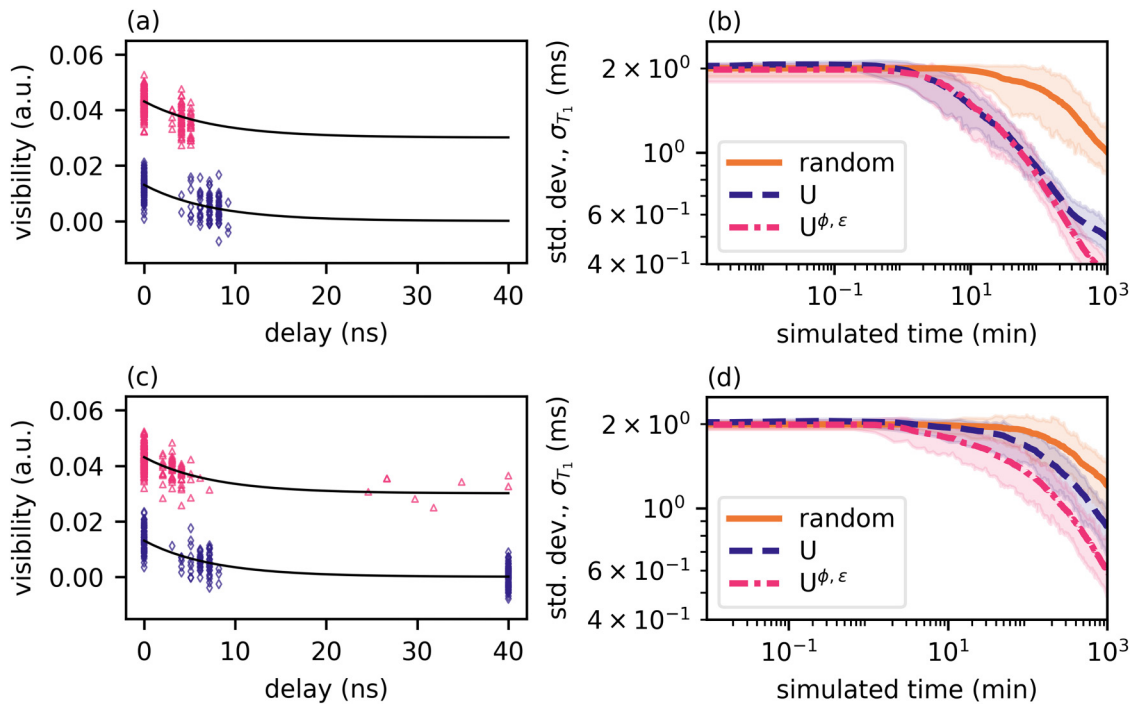 (a)
visibility (a.u.)
0.06
0.04
0.02
0.00
0 10 20 30 40
delay (ns)
(b)
std. dev., σ_T₁ (ms)
2 × 10⁰
10⁰
6 × 10⁻¹
4 × 10⁻¹
random
U
U^ϕ, ε
10⁻¹ 10¹ 10³
simulated time (min)
(c)
visibility (a.u.)
0.06
0.04
0.02
0.00
0 10 20 30 40
delay (ns)
(d)
std. dev., σ_T₁ (ms)
2 × 10⁰
10⁰
6 × 10⁻¹
4 × 10⁻¹
random
U
U^ϕ, ε
10⁻¹ 10¹ 10³
simulated time (min)